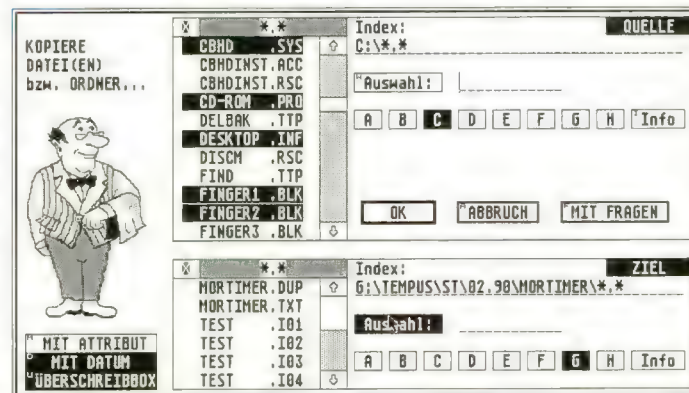 KOPIERE
DATEI(EN)
bzw. ORDNER...
MIT ATTRIBUT
MIT DATUM
ÜBERSCHREIBBOX
*.*
CBHD .SYS
CBHDINST.ACC
CBHDINST.RSC
CD-ROM .PRO
DELBAK .TTP
DESKTOP .INF
DISCM .RSC
FIND .TTP
FINGER1 .BLK
FINGER2 .BLK
FINGER3 .BLK
Index: QUELLE
C:\*.*
Auswahl:
A B C D E F G H Info
OK ABBRUCH MIT FRAGEN
*.*
MORTIMER.DUP
MORTIMER.TXT
TEST .I01
TEST .I02
TEST .I03
TEST .I04
Index: ZIEL
G:\TEMPUS\ST\02.90\MORTIMER\*.*
Auswahl:
A B C D E F G H Info